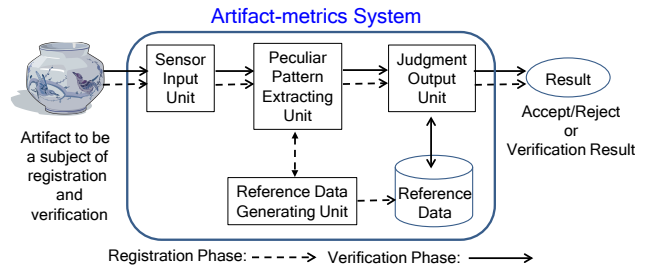 Artifact-metrics System
Sensor
Input
Unit
Peculiar
Pattern
Extracting
Unit
Judgment
Output
Unit
Result
Artifact to be
a subject of
registration
and
verification
Accept/Reject
or
Verification Result
Reference Data
Generating Unit
Reference
Data
Registration Phase:
Verification Phase: